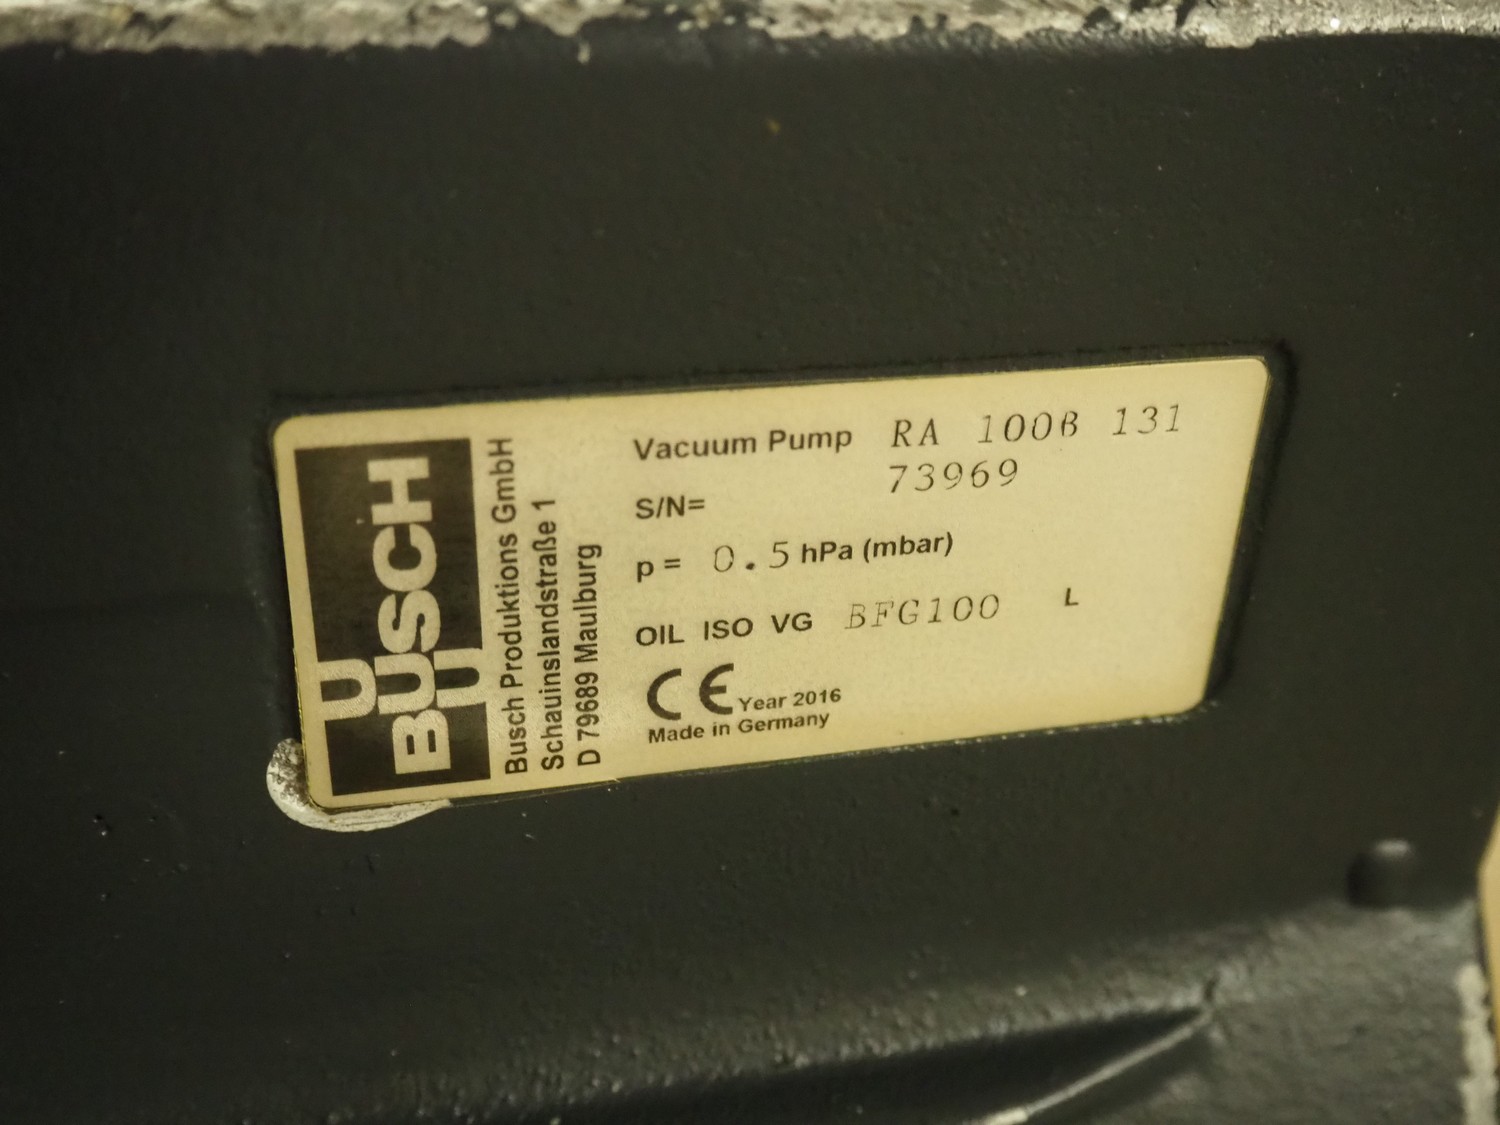 U
BUSCH
U
Busch Produktions GmbH
Schauinslandstraße 1
D 79689 Maulburg
Vacuum Pump RA 100B 131
73969
S/N=
p = 0.5 hPa (mbar)
OIL ISO VG BFG100 L
CE Year 2016
Made in Germany